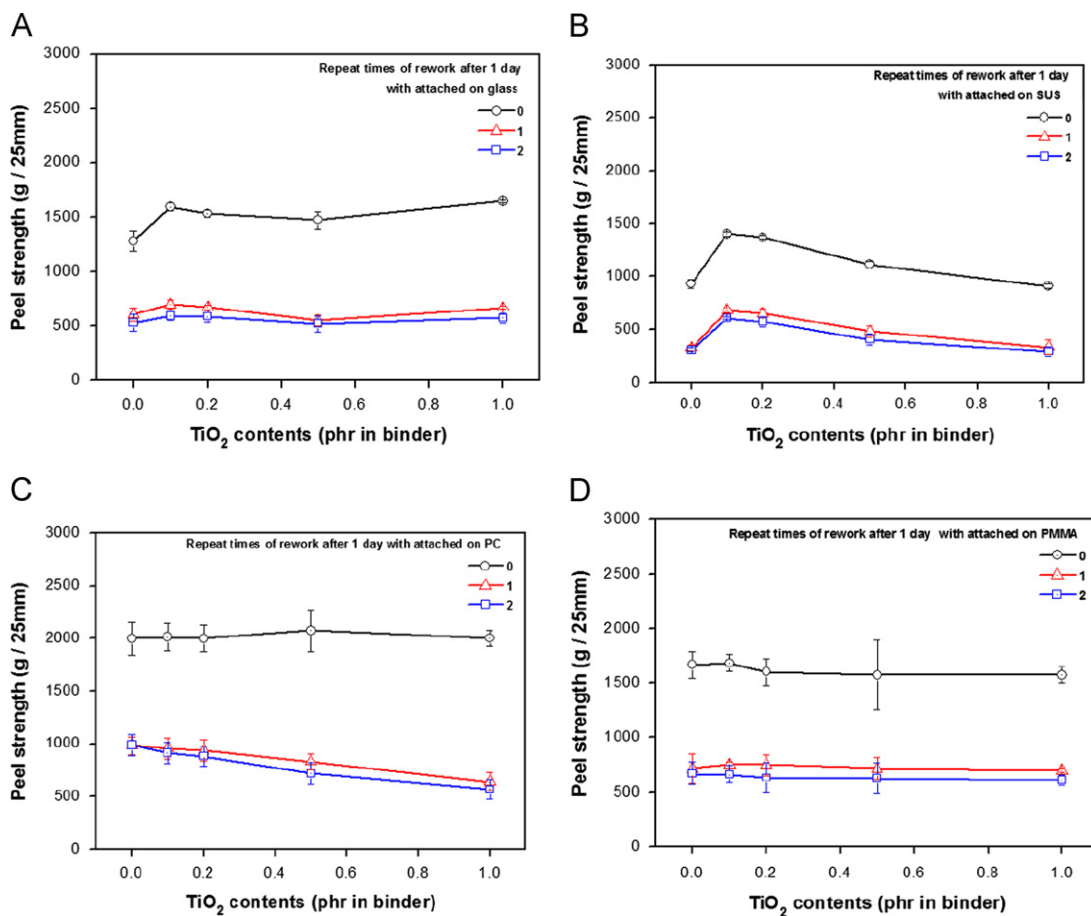 A
3000
2500
2000
1500
1000
500
0
Peel strength (g / 25mm)
Repeat times of rework after 1 day
with attached on glass
0
1
2
0.0 0.2 0.4 0.6 0.8 1.0
TiO₂ contents (phr in binder)
B
3000
2500
2000
1500
1000
500
0
Peel strength (g / 25mm)
Repeat times of rework after 1 day
with attached on SUS
0
1
2
0.0 0.2 0.4 0.6 0.8 1.0
TiO₂ contents (phr in binder)
C
3000
2500
2000
1500
1000
500
0
Peel strength (g / 25mm)
Repeat times of rework after 1 day with attached on PC
0
1
2
0.0 0.2 0.4 0.6 0.8 1.0
TiO₂ contents (phr in binder)
D
3000
2500
2000
1500
1000
500
0
Peel strength (g / 25mm)
Repeat times of rework after 1 day with attached on PMMA
0
1
2
0.0 0.2 0.4 0.6 0.8 1.0
TiO₂ contents (phr in binder)